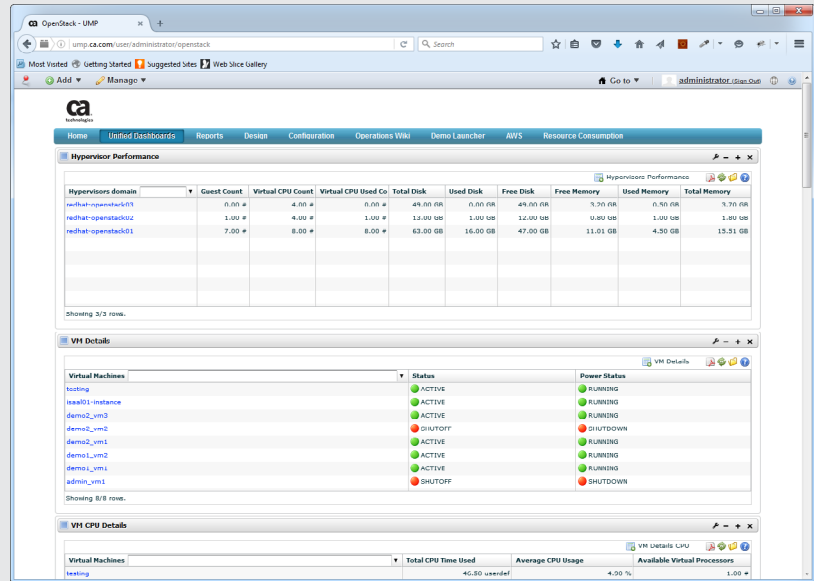 OpenStack - UMP
ump.ca.com/user/administrator/openstack
Search
Most Visited Getting Started Suggested Sites Web Slice Gallery
Add Manage Go to administrator (Sign Out)
ca
technologies
Home Unified Dashboards Reports Design Configuration Operations Wiki Demo Launcher AWS Resource Consumption
Hypervisor Performance
Hypervisors Performance
Hypervisors domain Guest Count Virtual CPU Count Virtual CPU Used Co Total Disk Used Disk Free Disk Free Memory Used Memory Total Memory
redhat-openstack03 0.00 # 4.00 # 0.00 # 49.00 GB 0.00 GB 49.00 GB 3.20 GB 0.50 GB 3.70 GB
redhat-openstack02 1.00 # 4.00 # 1.00 # 13.00 GB 1.00 GB 12.00 GB 0.80 GB 1.00 GB 1.80 GB
redhat-openstack01 7.00 # 8.00 # 8.00 # 63.00 GB 16.00 GB 47.00 GB 11.01 GB 4.50 GB 15.51 GB
Showing 3/3 rows.
VM Details
VM Details
Virtual Machines Status Power Status
testing ACTIVE RUNNING
isaal01-instance ACTIVE RUNNING
demo2_vm3 ACTIVE RUNNING
demo2_vm2 SHUTOFF SHUTDOWN
demo2_vm1 ACTIVE RUNNING
demo1_vm2 ACTIVE RUNNING
demo1_vm1 ACTIVE RUNNING
admin_vm1 SHUTOFF SHUTDOWN
Showing 8/8 rows.
VM CPU Details
VM Details CPU
Virtual Machines Total CPU Time Used Average CPU Usage Available Virtual Processors
testing 46.50 userdef 4.90 % 1.00 #